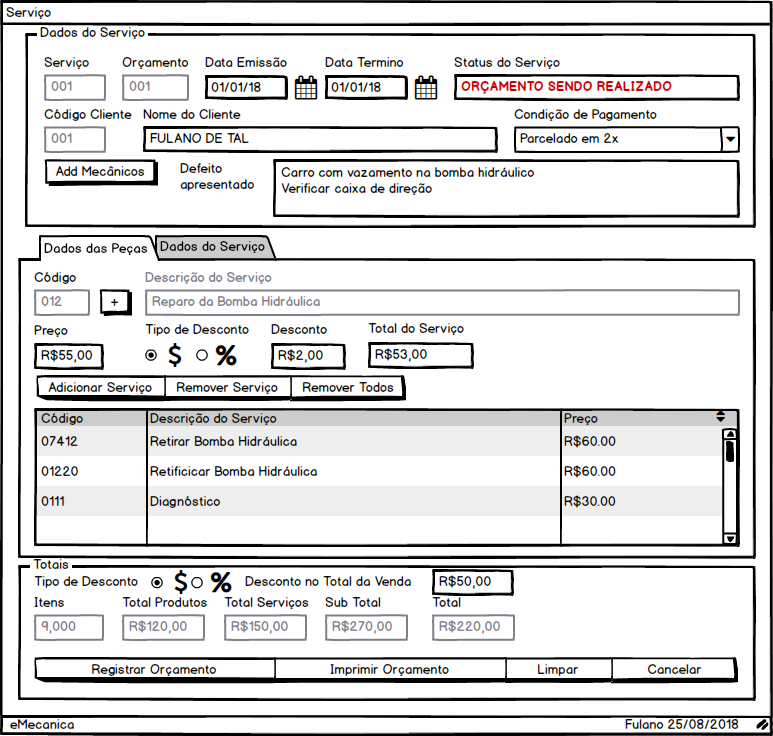 Serviço
Dados do Serviço
Serviço Orçamento Data Emissão Data Termino Status do Serviço
001 001 01/01/18 01/01/18 ORÇAMENTO SENDO REALIZADO
Código Cliente Nome do Cliente Condição de Pagamento
001 FULANO DE TAL Parcelado em 2x
Add Mecânicos Defeito apresentado
Carro com vazamento na bomba hidráulico
Verificar caixa de direção
Dados das Peças Dados do Serviço
Código Descrição do Serviço
012 + Reparo da Bomba Hidráulica
Preço Tipo de Desconto Desconto Total do Serviço
R$55,00 $ % R$2,00 R$53,00
Adicionar Serviço Remover Serviço Remover Todos
Código Descrição do Serviço Preço
07412 Retirar Bomba Hidráulica R$60.00
01220 Retificicar Bomba Hidráulica R$60.00
0111 Diagnóstico R$30.00
Totais
Tipo de Desconto $ % Desconto no Total da Venda R$50,00
Itens Total Produtos Total Serviços Sub Total Total
9,000 R$120,00 R$150,00 R$270,00 R$220,00
Registrar Orçamento Imprimir Orçamento Limpar Cancelar
eMecanica Fulano 25/08/2018